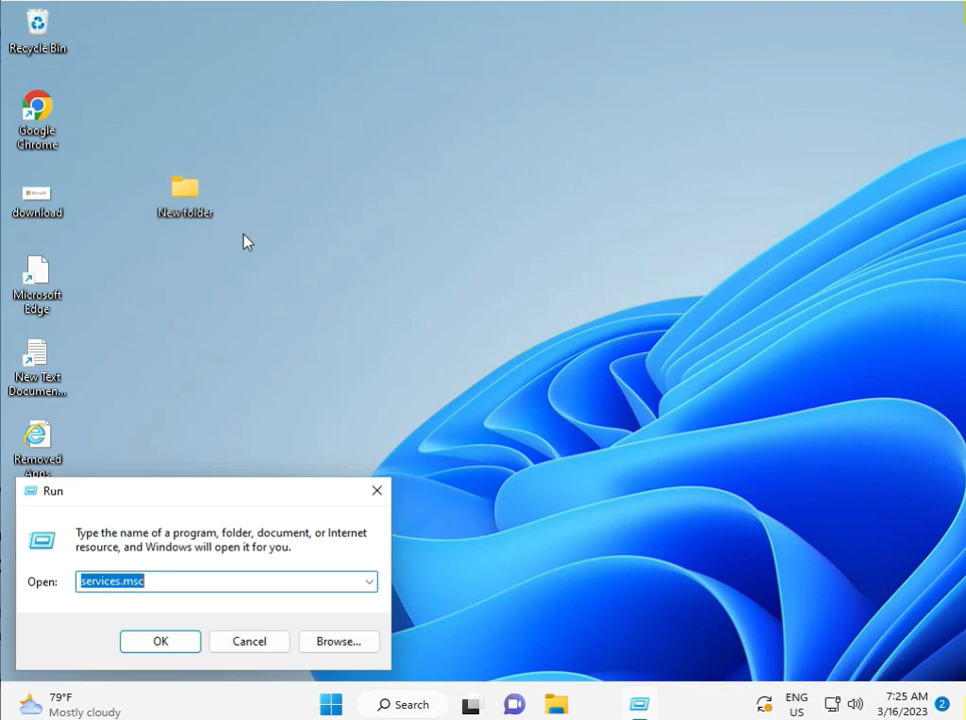 Recycle Bin
Google
Chrome
download
New folder
Microsoft
Edge
New Text
Documen...
Removed
Apps
Run
Type the name of a program, folder, document, or Internet
resource, and Windows will open it for you.
Open:
services.msc
OK
Cancel
Browse...
79°F
Mostly cloudy
Search
ENG
US
7:25 AM
3/16/2023
2